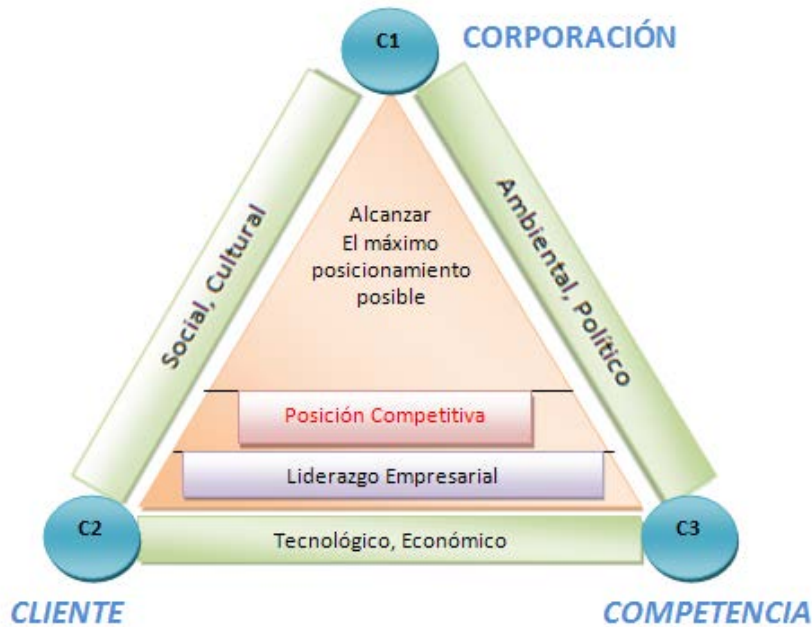 C1
CORPORACIÓN
Social, Cultural
Ambiental, Político
Alcanzar
El máximo
posicionamiento
posible
Posición Competitiva
Liderazgo Empresarial
C2
Tecnológico, Económico
C3
CLIENTE
COMPETENCIA